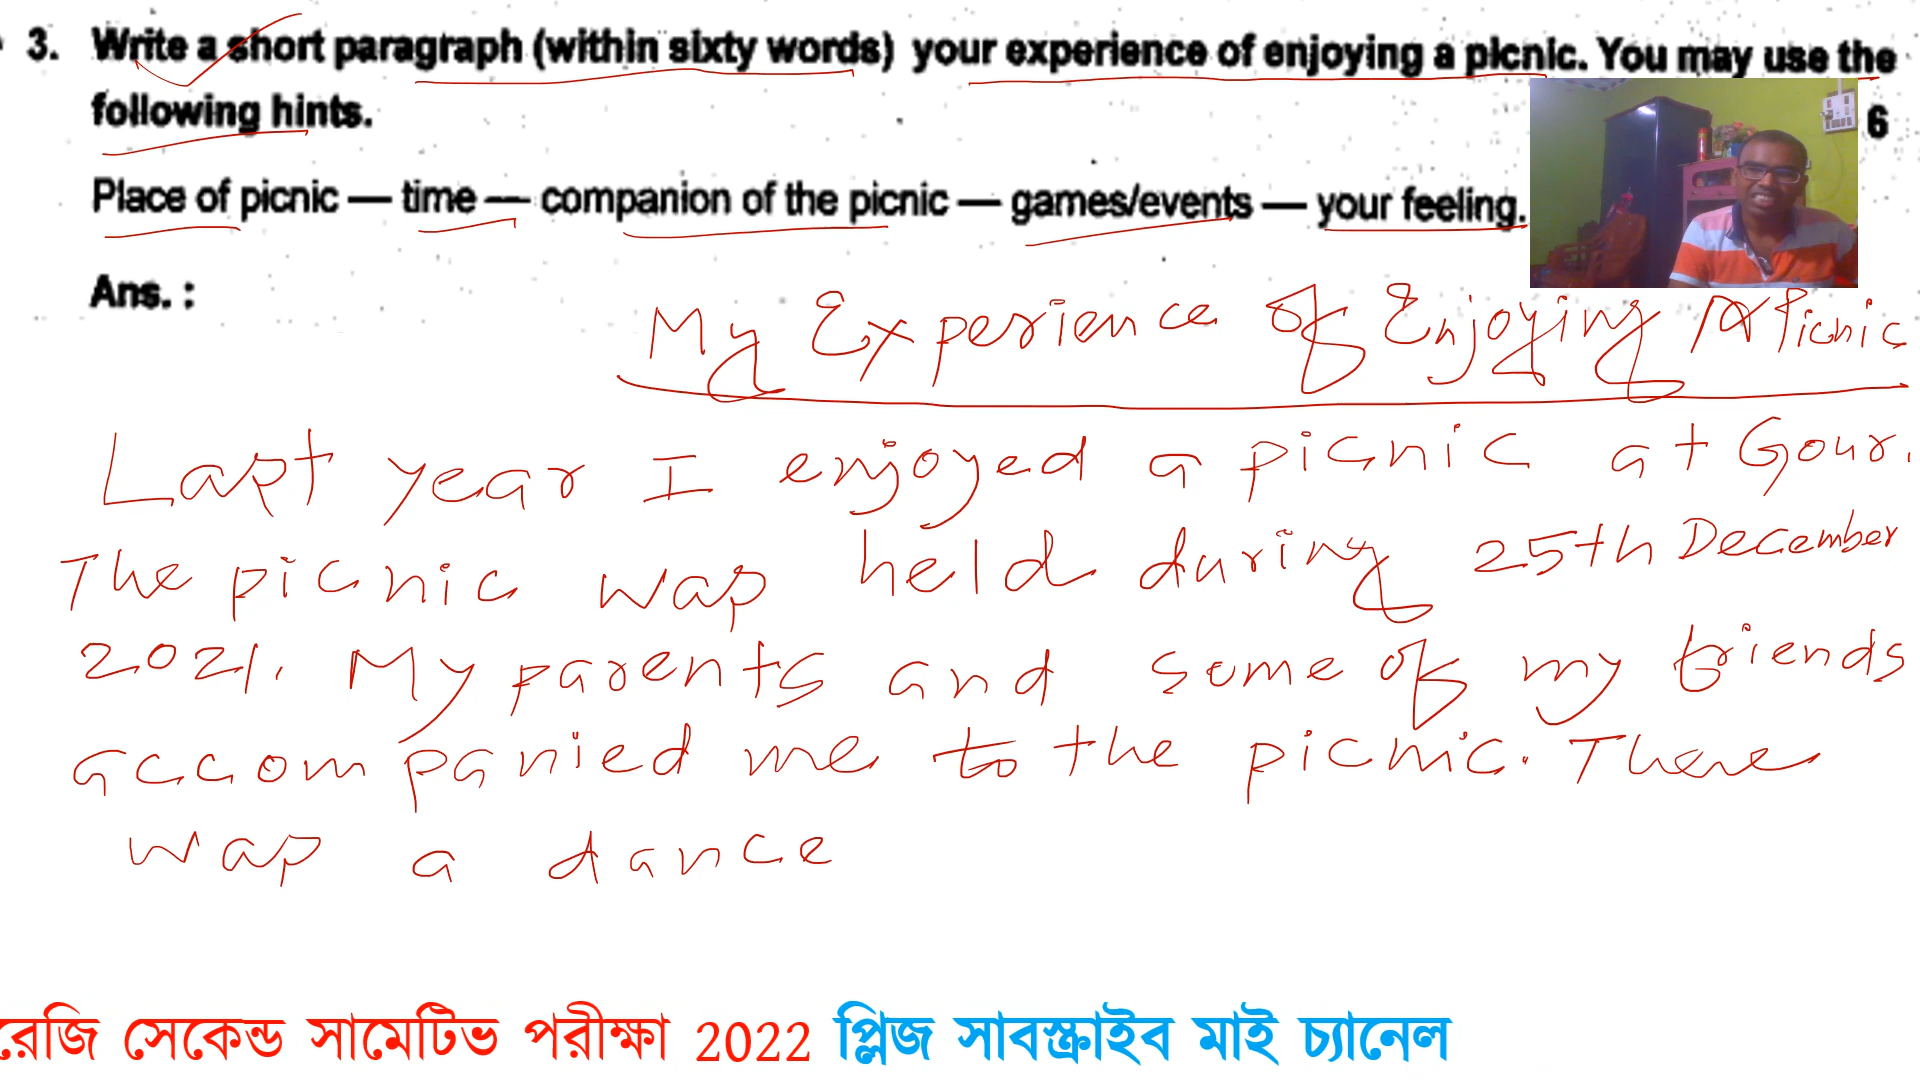 3. Write a short paragraph (within sixty words) your experience of enjoying a picnic. You may use the
following hints. 6
Place of picnic — time — companion of the picnic — games/events — your feeling.
Ans. :
My Experience of Enjoying A Picnic
Last year I enjoyed a picnic at Gour.
The picnic was held during 25th December
2021. My parents and some of my friends
accompanied me to the picnic. There
was a dance
রেজি সেকেন্ড সামেটিভ পরীক্ষা 2022 প্লিজ সাবস্ক্রাইব মাই চ্যানেল